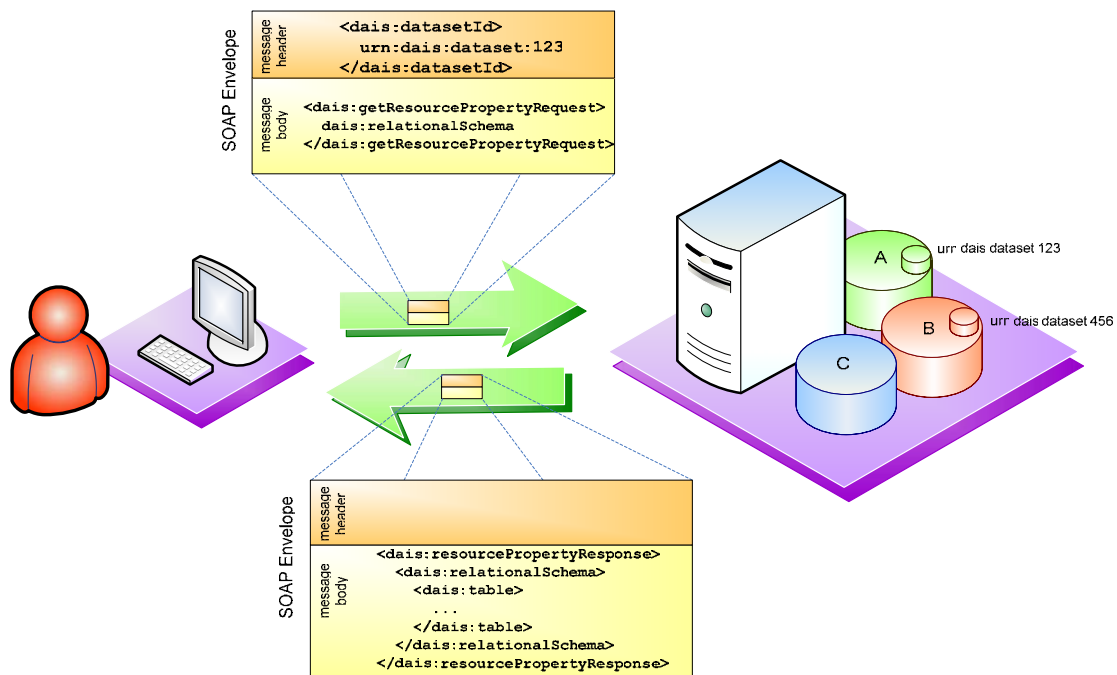 SOAP Envelope
message
header
<dais:datasetId>
urn:dais:dataset:123
</dais:datasetId>
message
body
<dais:getResourcePropertyRequest>
dais:relationalSchema
</dais:getResourcePropertyRequest>
A
urr dais dataset 123
B
urr dais dataset 456
C
SOAP Envelope
message
header
message
body
<dais:resourcePropertyResponse>
<dais:relationalSchema>
<dais:table>
...
</dais:table>
</dais:relationalSchema>
</dais:resourcePropertyResponse>